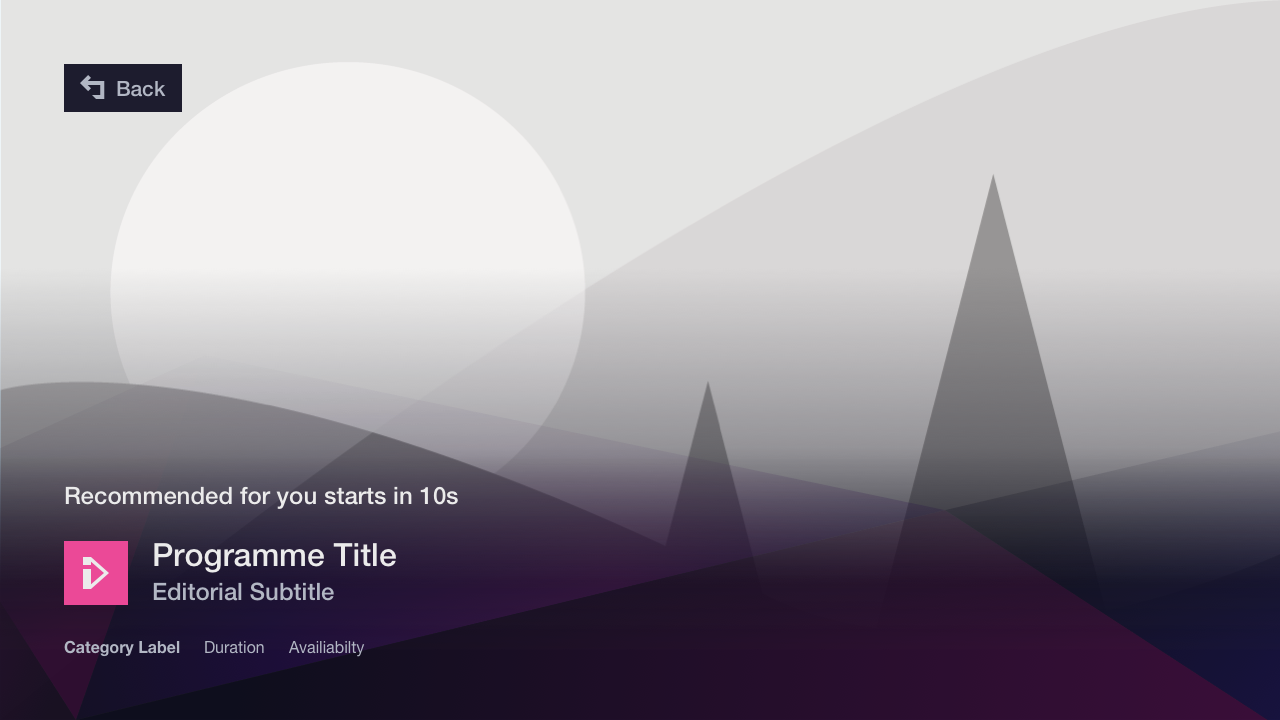 Back
Recommended for you starts in 10s
Programme Title
Editorial Subtitle
Category Label Duration Availiabilty